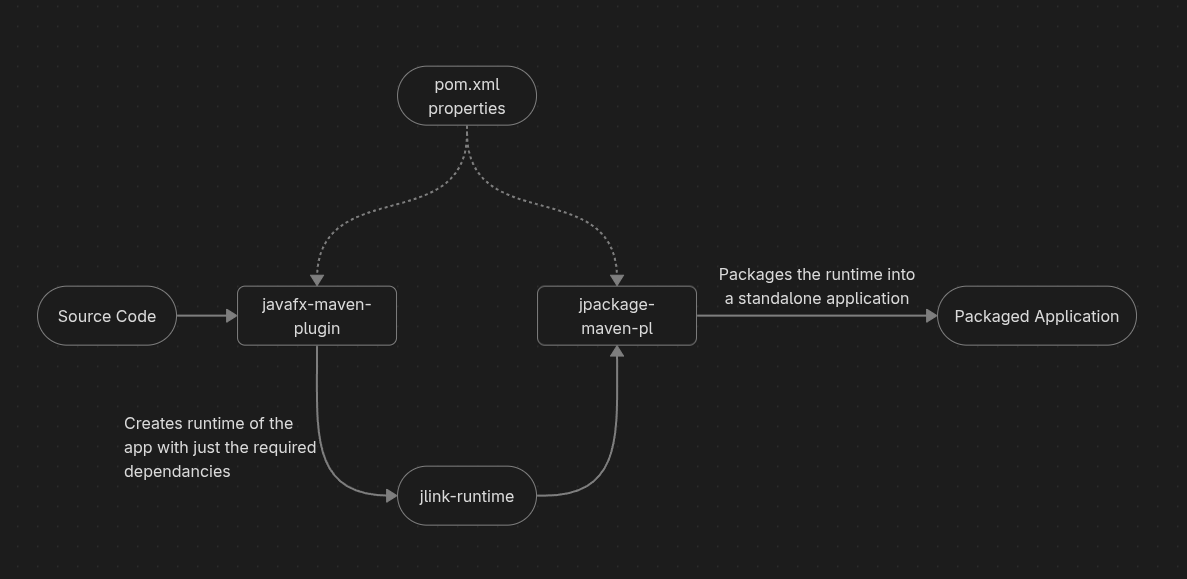 pom.xml
properties
Packages the runtime into
a standalone application
Source Code
javafx-maven-
plugin
jpackage-
maven-pl
Packaged Application
Creates runtime of the
app with just the required
dependancies
jlink-runtime